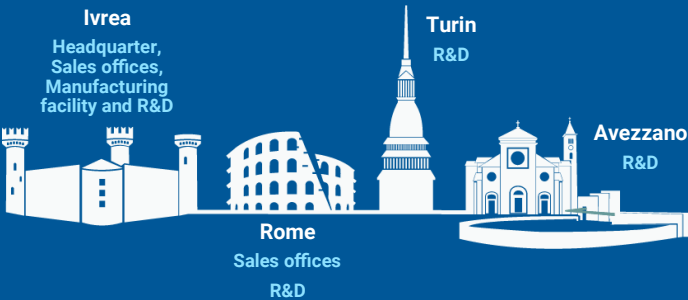 Ivrea
Headquarter,
Sales offices,
Manufacturing
facility and R&D
Turin
R&D
Avezzano
R&D
Rome
Sales offices
R&D